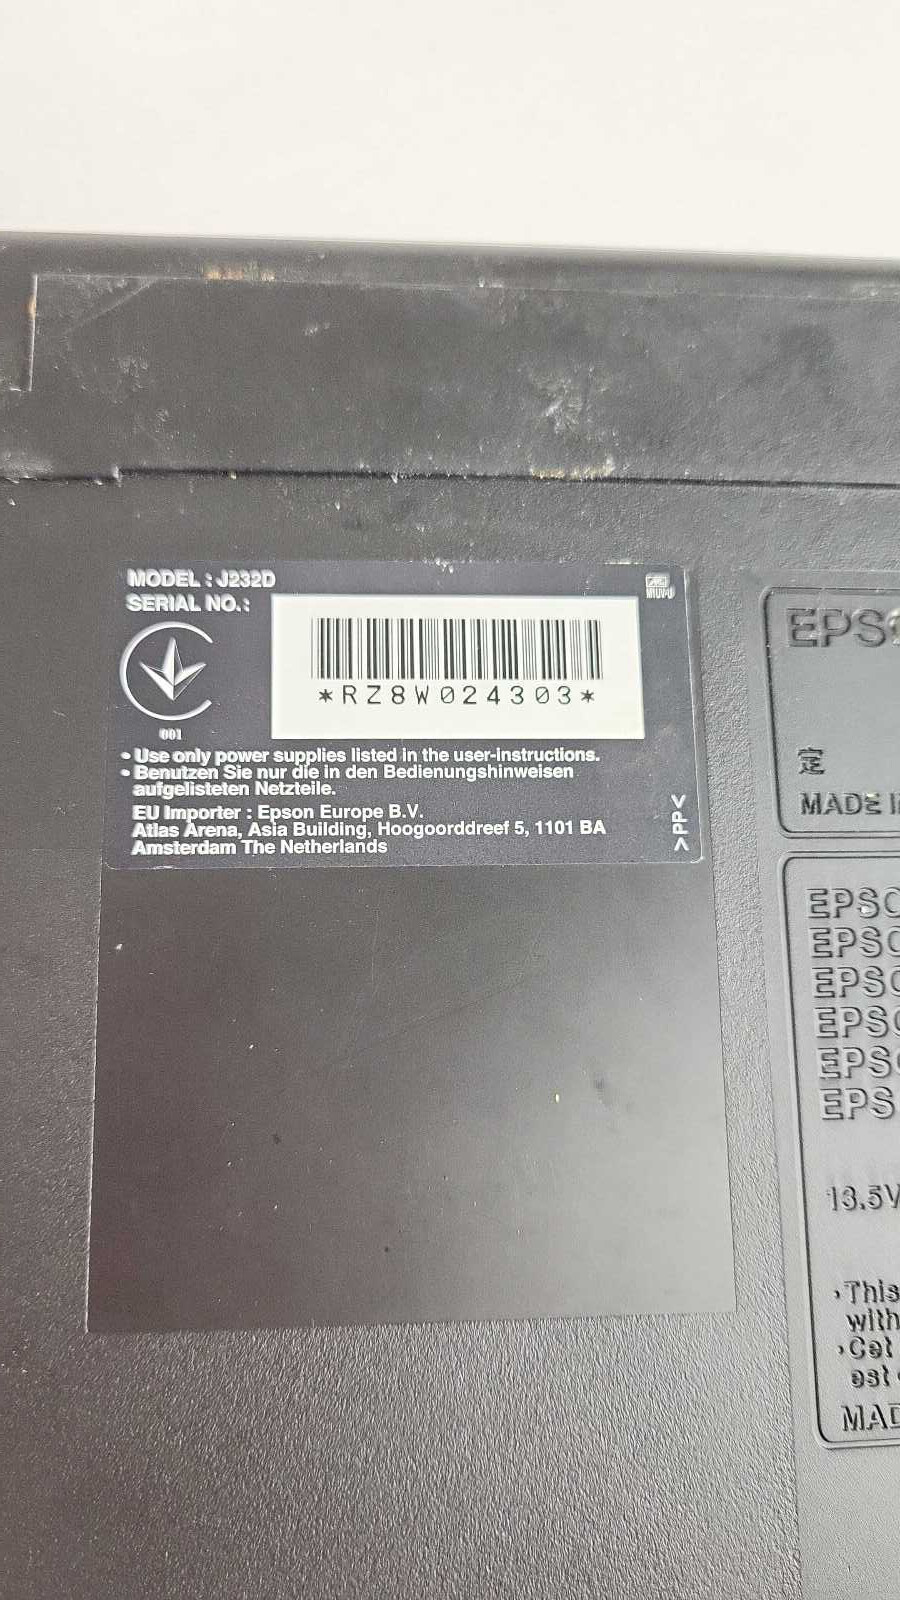 MODEL : J232D
SERIAL NO.:
*RZ8W024303*
001
• Use only power supplies listed in the user-instructions.
• Benutzen Sie nur die in den Bedienungshinweisen
aufgelisteten Netzteile.
EU Importer : Epson Europe B.V.
Atlas Arena, Asia Building, Hoogoorddreef 5, 1101 BA
Amsterdam The Netherlands
>PP<
EPSO
定
MADE I
EPSO
EPSO
EPSO
EPSO
EPSO
EPS
13.5V
•This
with
•Cet
est
MAD